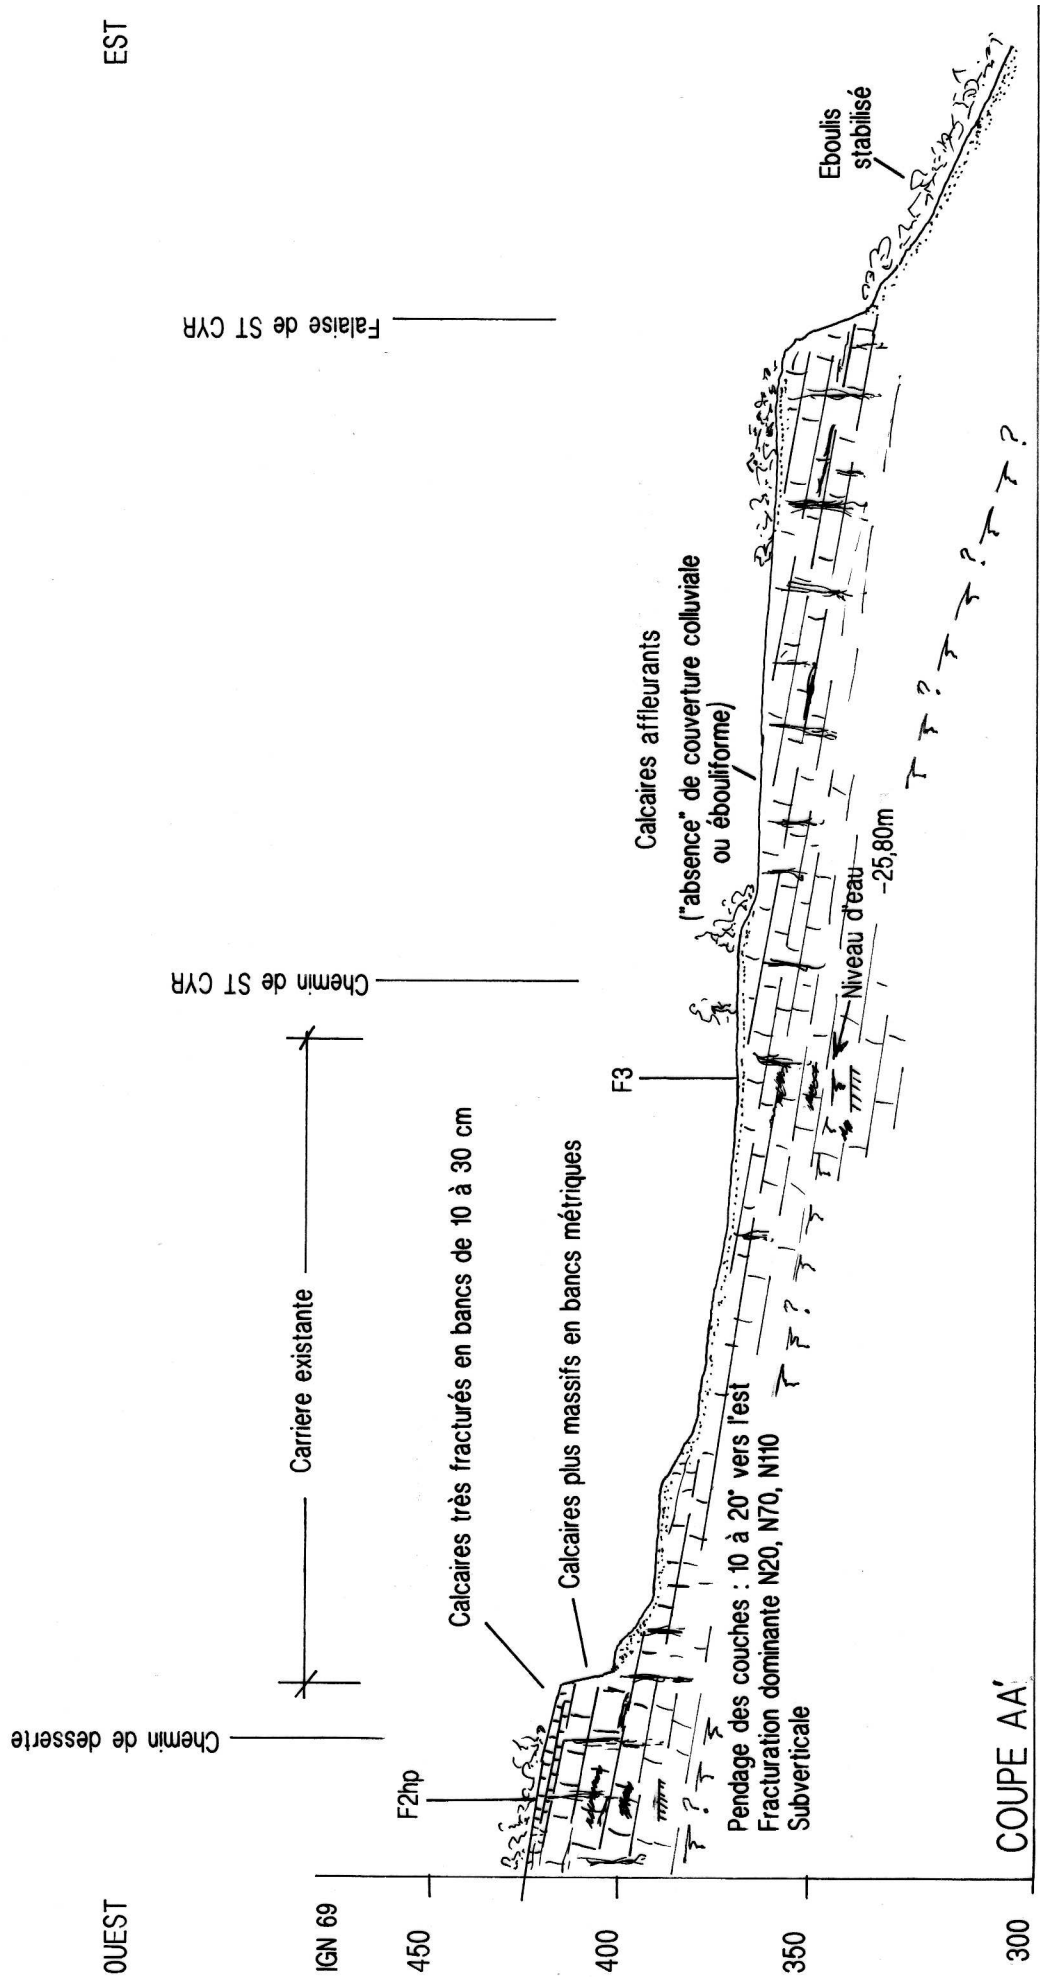 OUEST
EST
Chemin de desserte
Carriere existante
Chemin de ST CYR
Falaise de ST CYR
IGN 69
450
400
350
300
F2hp
Calcaires très fracturés en bancs de 10 à 30 cm
Calcaires plus massifs en bancs métriques
F3
Calcaires affleurants
("absence" de couverture colluviale
ou ébouliforme)
Eboulis
stabilisé
Niveau d'eau
-25,80m
?
?
?
?
?
Pendage des couches : 10 à 20° vers l'est
Fracturation dominante N20, N70, N110
Subverticale
COUPE AA'